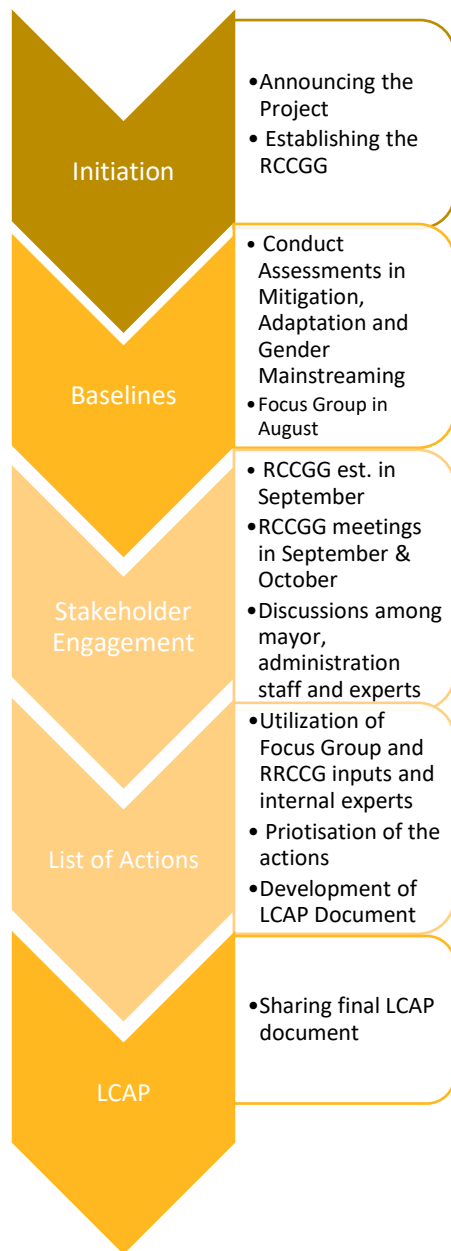 Initiation
•Announcing the
Project
• Establishing the
RCCGG
Baselines
• Conduct
Assessments in
Mitigation,
Adaptation and
Gender
Mainstreaming
•Focus Group in
August
Stakeholder
Engagement
• RCCGG est. in
September
•RCCGG meetings
in September &
October
•Discussions among
mayor,
administration
staff and experts
List of Actions
•Utilization of
Focus Group and
RRCCG inputs and
internal experts
• Priotisation of the
actions
•Development of
LCAP Document
LCAP
•Sharing final LCAP
document